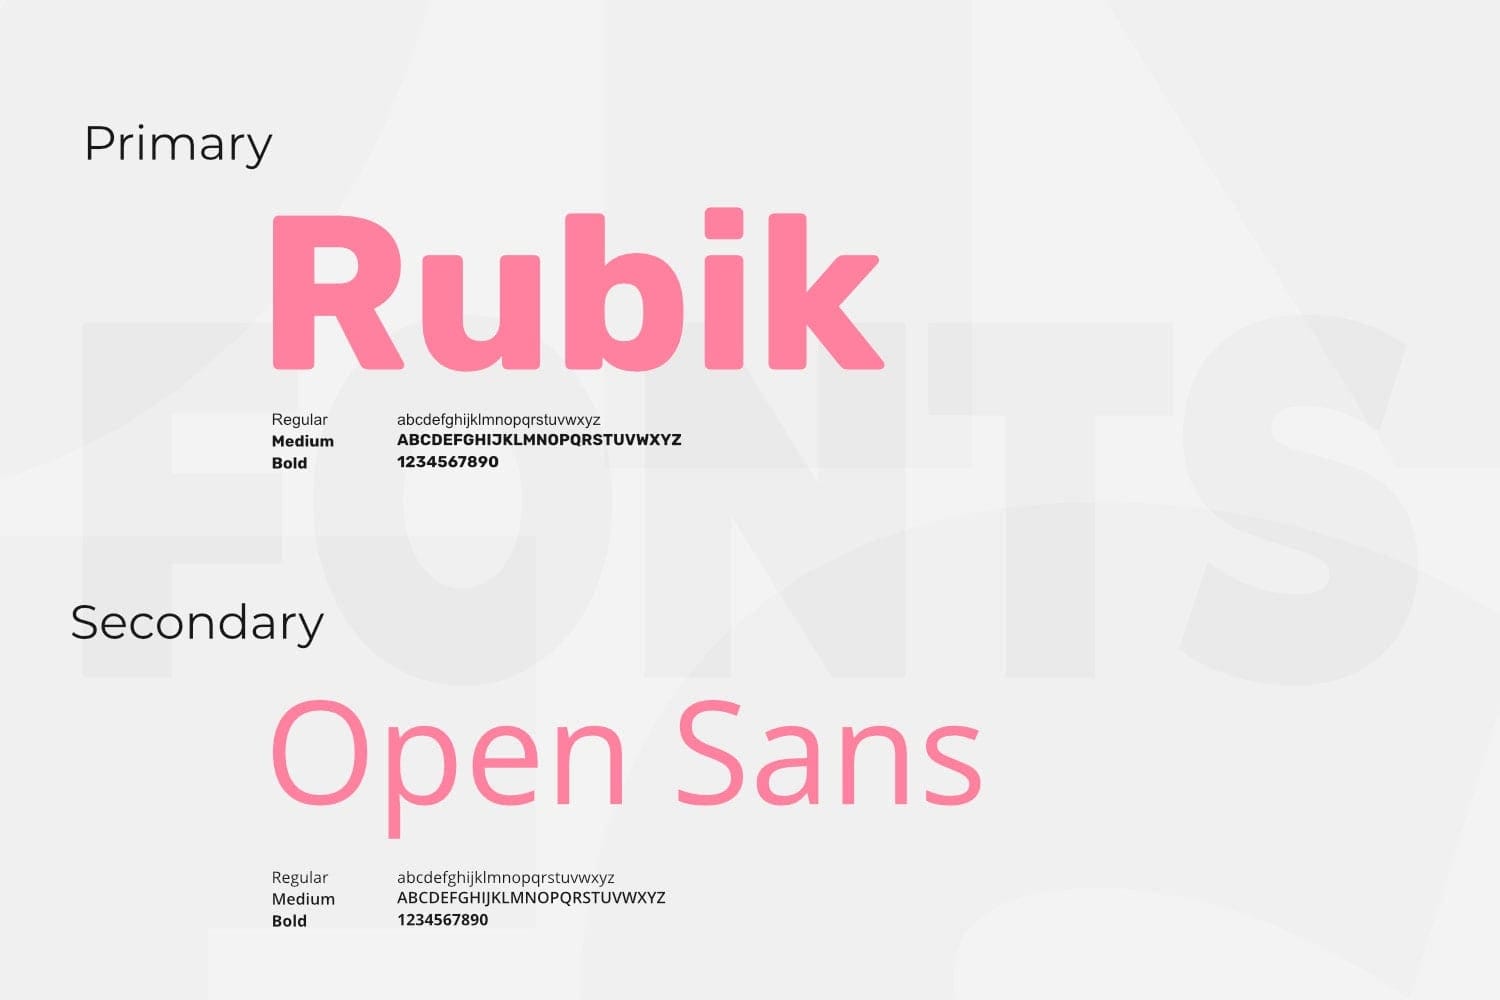 Primary
Rubik
Regular abcdefghijklmnopqrstuvwxyz
Medium ABCDEFGHIJKLMNOPQRSTUVWXYZ
Bold 1234567890
FONTS
Secondary
Open Sans
Regular abcdefghijklmnopqrstuvwxyz
Medium ABCDEFGHIJKLMNOPQRSTUVWXYZ
Bold 1234567890